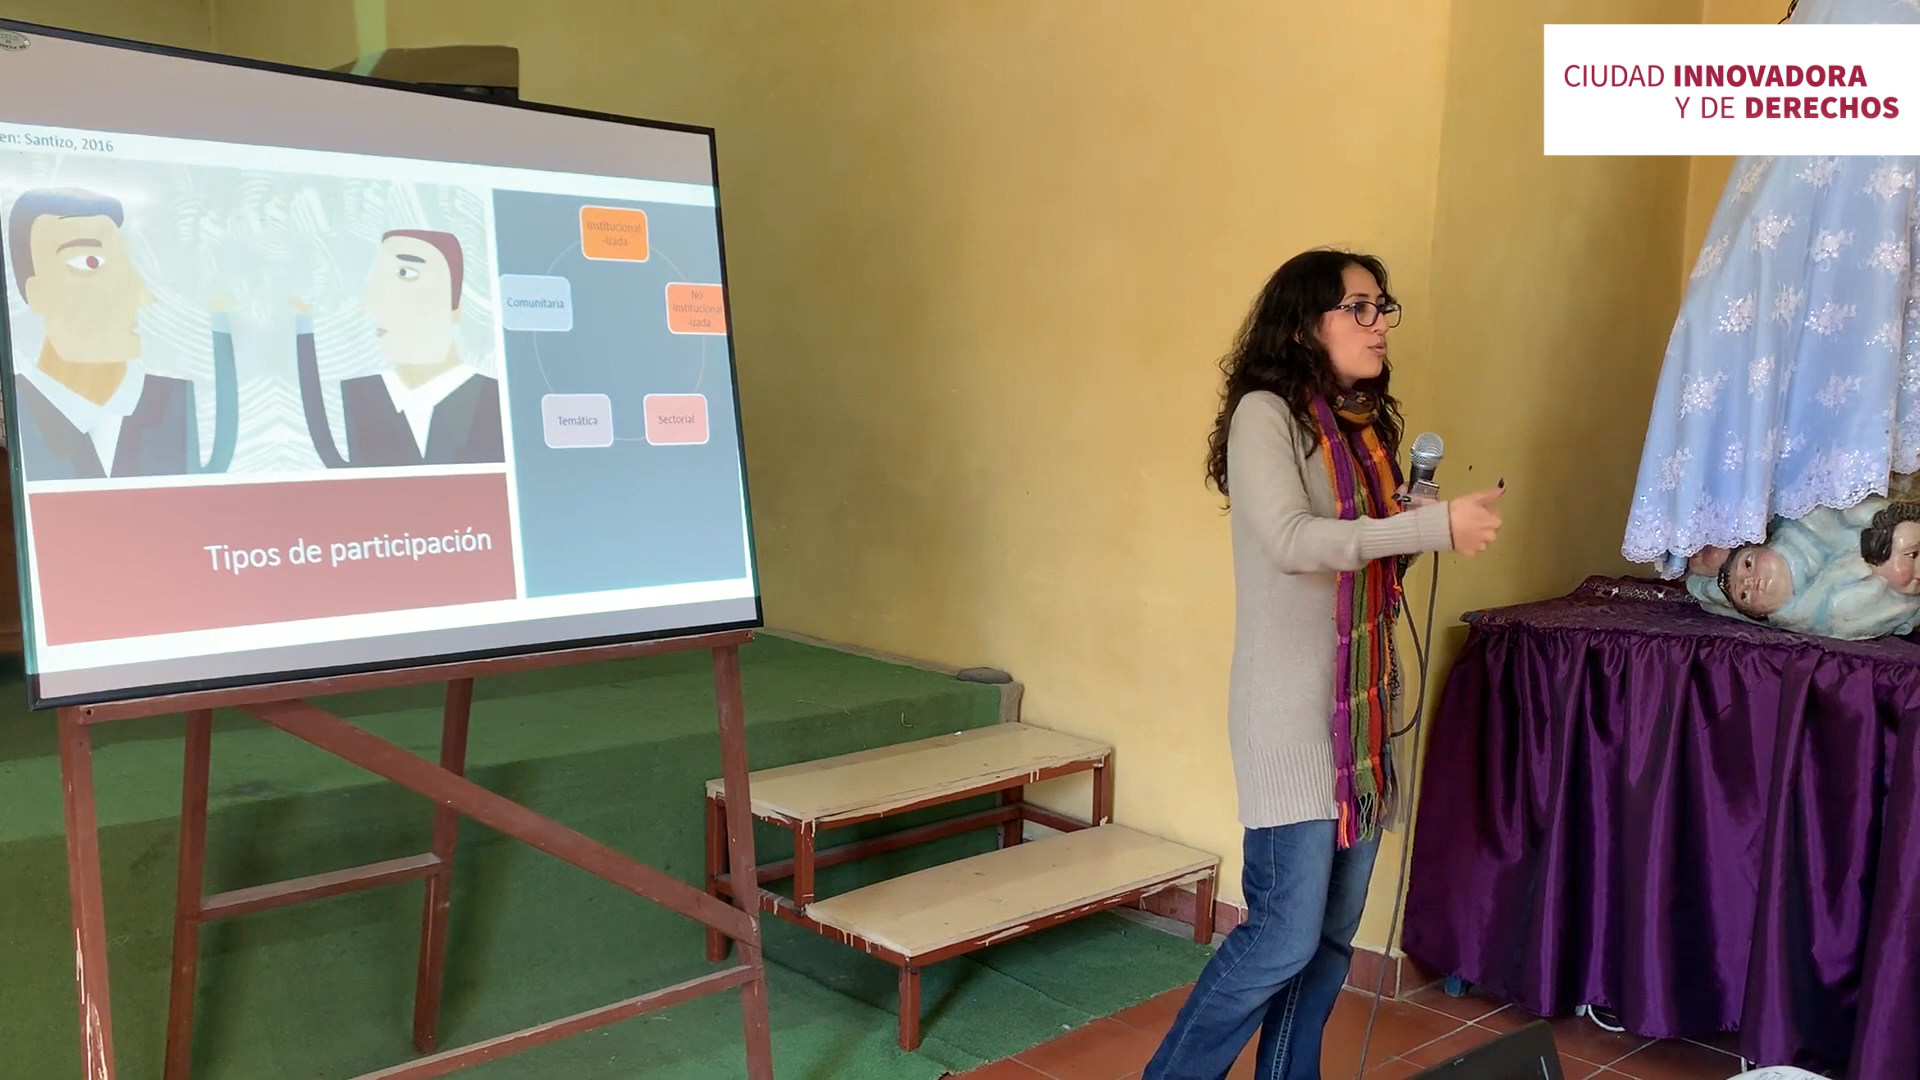 CIUDAD INNOVADORA
Y DE DERECHOS
en: Santizo, 2016
Institucional
-izada
Comunitaria
No
institucional
-izada
Temática
Sectorial
Tipos de participación